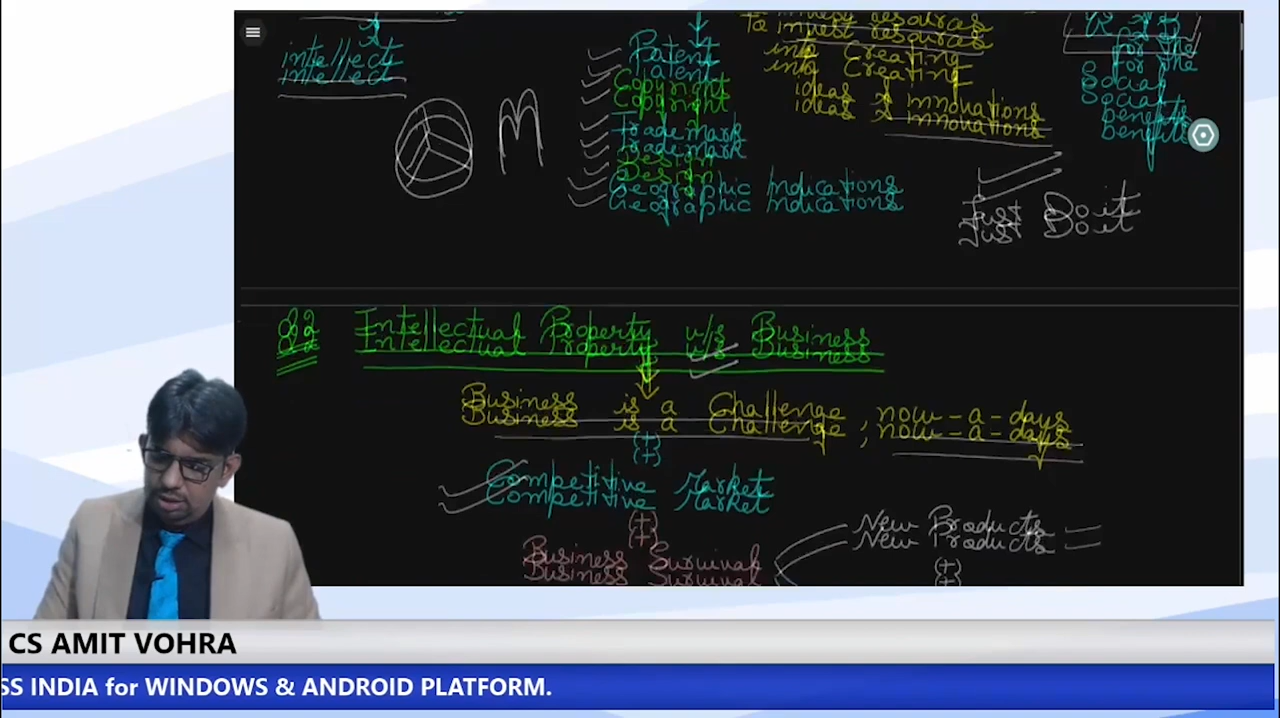 to invest resources
R & D
intellect
Patent
into Creating
for the
Copyright
ideas & Innovations
Social
benefits
Trademark
M
Design
Geographic Indications
Just Do it
Q2 Intellectual Property v/s Business
Business is a Challenge ; now-a-days
(+)
Competitive Market
(+)
New Products
Business Survival
(+)
CS AMIT VOHRA
SS INDIA for WINDOWS & ANDROID PLATFORM.